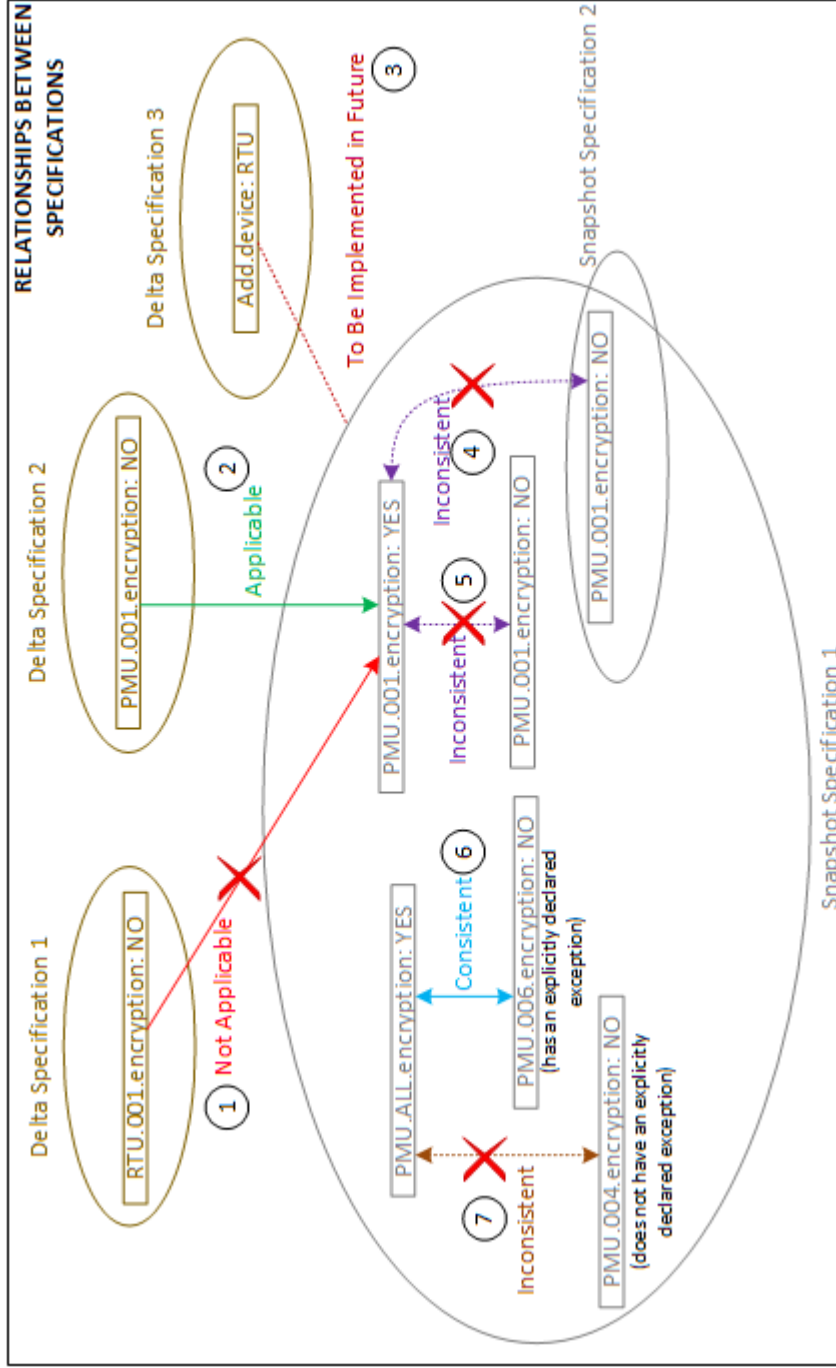 RELATIONSHIPS BETWEEN
SPECIFICATIONS
Delta Specification 1
RTU.001.encryption: NO
Delta Specification 2
PMU.001.encryption: NO
Delta Specification 3
Add.device: RTU
1
Not Applicable
2
Applicable
To Be Implemented in Future
3
PMU.ALL.encryption: YES
PMU.001.encryption: YES
7
Inconsistent
Consistent
6
Inconsistent
5
Inconsistent
4
PMU.006.encryption: NO
(has an explicitly declared
exception)
PMU.001.encryption: NO
PMU.004.encryption: NO
(does not have an explicitly
declared exception)
PMU.001.encryption: NO
Snapshot Specification 2
Snapshot Specification 1